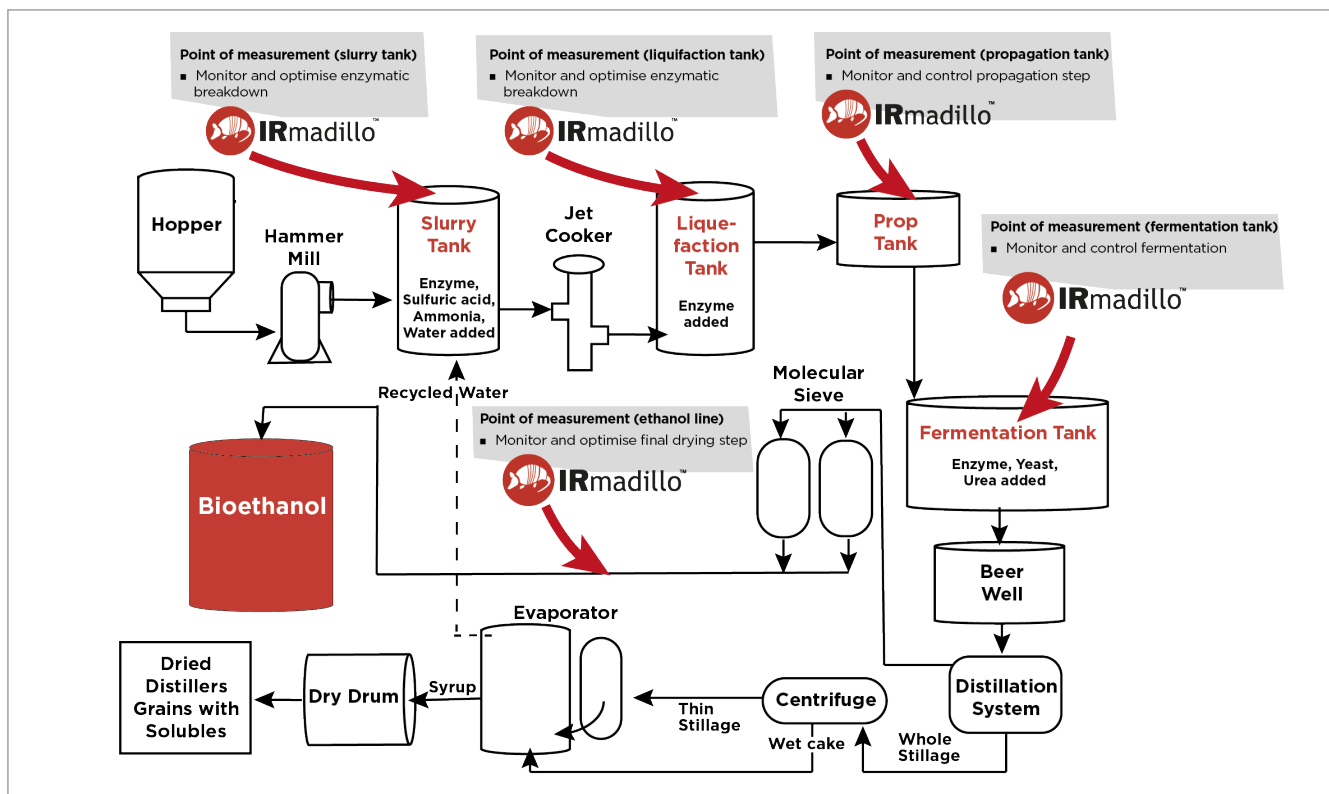 Point of measurement (slurry tank)
▪ Monitor and optimise enzymatic
breakdown
IRmadillo™
Point of measurement (liquifaction tank)
▪ Monitor and optimise enzymatic
breakdown
IRmadillo™
Point of measurement (propagation tank)
▪ Monitor and control propagation step
IRmadillo™
Hopper
Hammer
Mill
Slurry
Tank
Enzyme,
Sulfuric acid,
Ammonia,
Water added
Jet
Cooker
Lique-
faction
Tank
Enzyme
added
Prop
Tank
Point of measurement (fermentation tank)
▪ Monitor and control fermentation
IRmadillo™
Recycled Water
Point of measurement (ethanol line)
▪ Monitor and optimise final drying step
IRmadillo™
Molecular
Sieve
Fermentation Tank
Enzyme, Yeast,
Urea added
Bioethanol
Beer
Well
Evaporator
Dried
Distillers
Grains with
Solubles
Dry Drum
Syrup
Thin
Stillage
Centrifuge
Wet cake
Whole
Stillage
Distillation
System